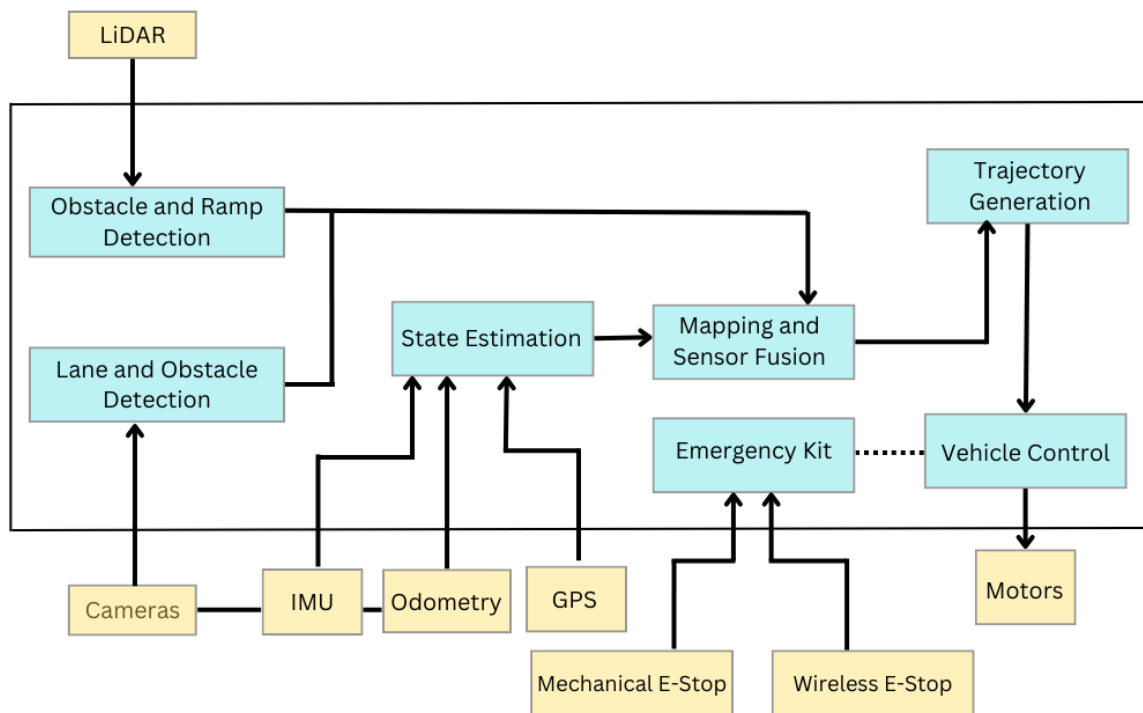 LiDAR
Obstacle and Ramp
Detection
Trajectory
Generation
State Estimation
Mapping and
Sensor Fusion
Lane and Obstacle
Detection
Emergency Kit
Vehicle Control
Cameras
IMU
Odometry
GPS
Motors
Mechanical E-Stop
Wireless E-Stop